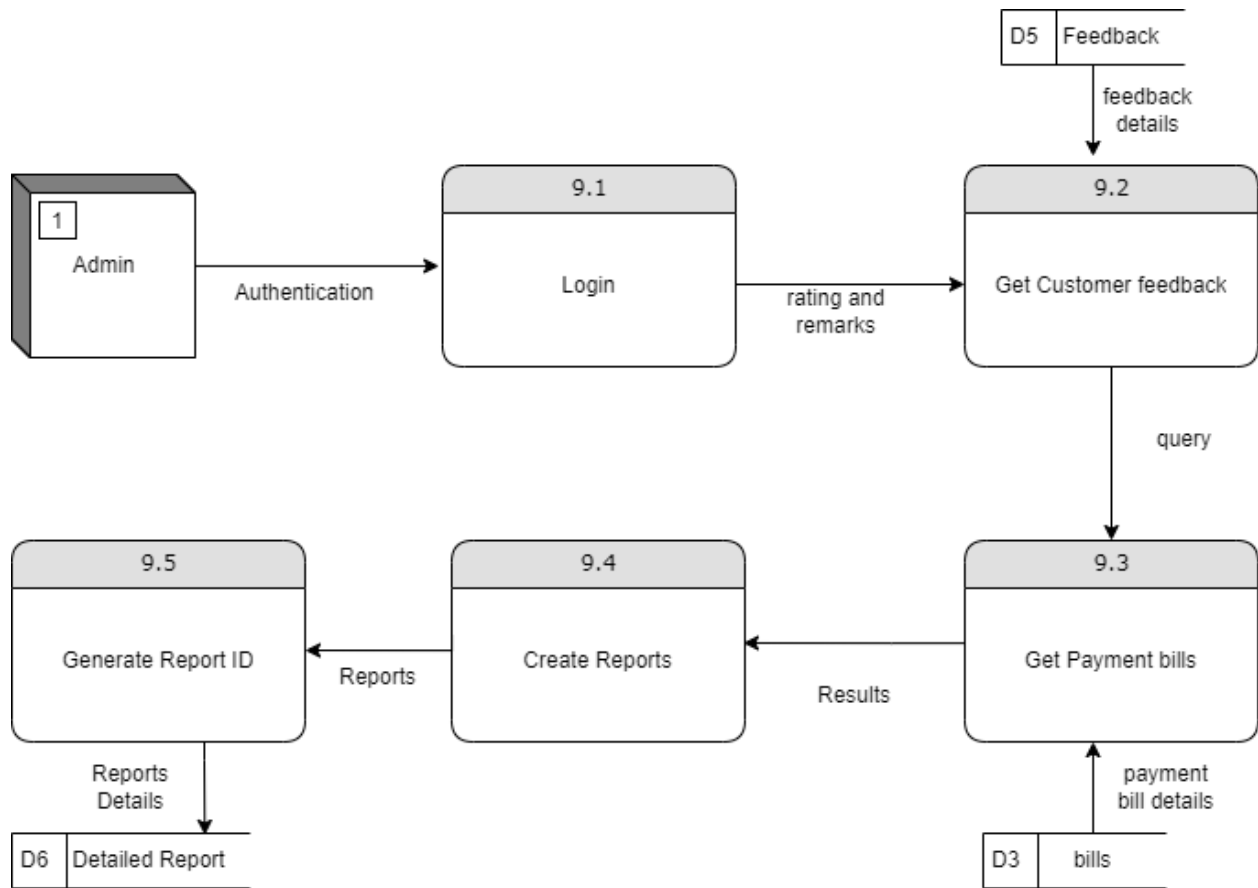 D5 Feedback
feedback
details
1
Admin
Authentication
9.1
Login
rating and
remarks
9.2
Get Customer feedback
query
9.5
Generate Report ID
Reports
9.4
Create Reports
Results
9.3
Get Payment bills
Reports
Details
payment
bill details
D6 Detailed Report
D3 bills